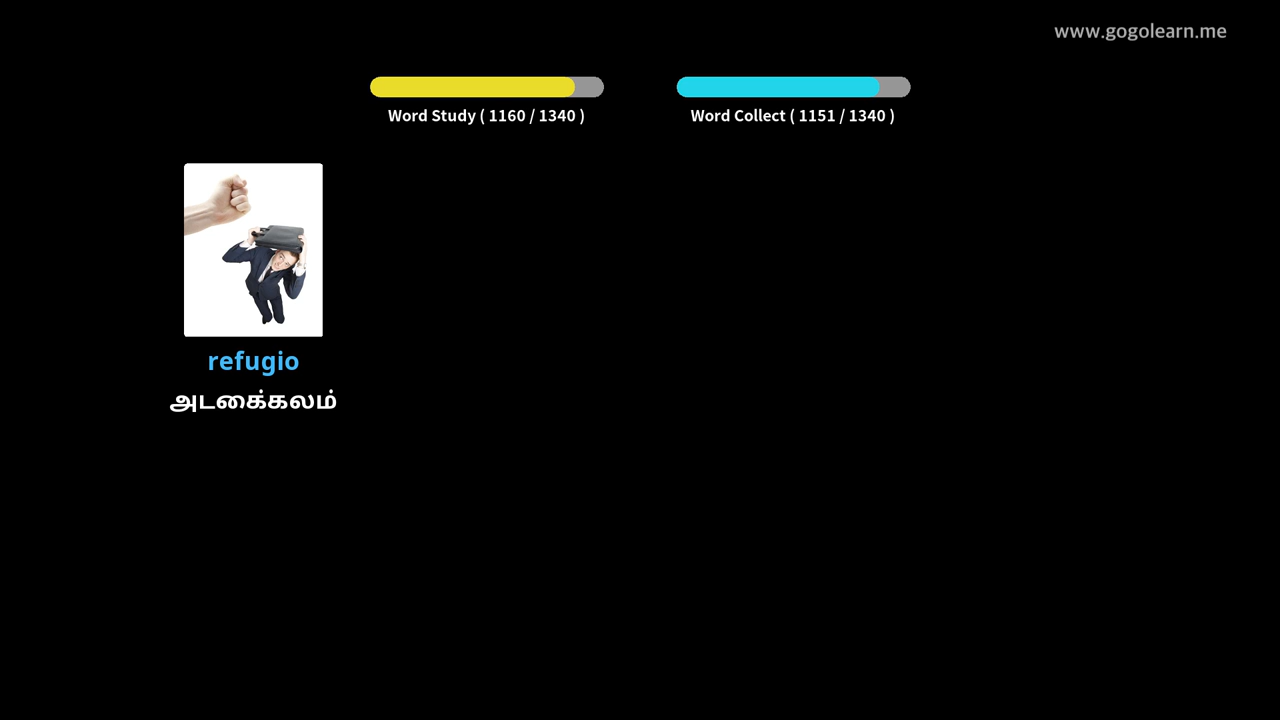 www.gogolearn.me
Word Study ( 1160 / 1340 )
Word Collect ( 1151 / 1340 )
refugio
அடைக்கலம்